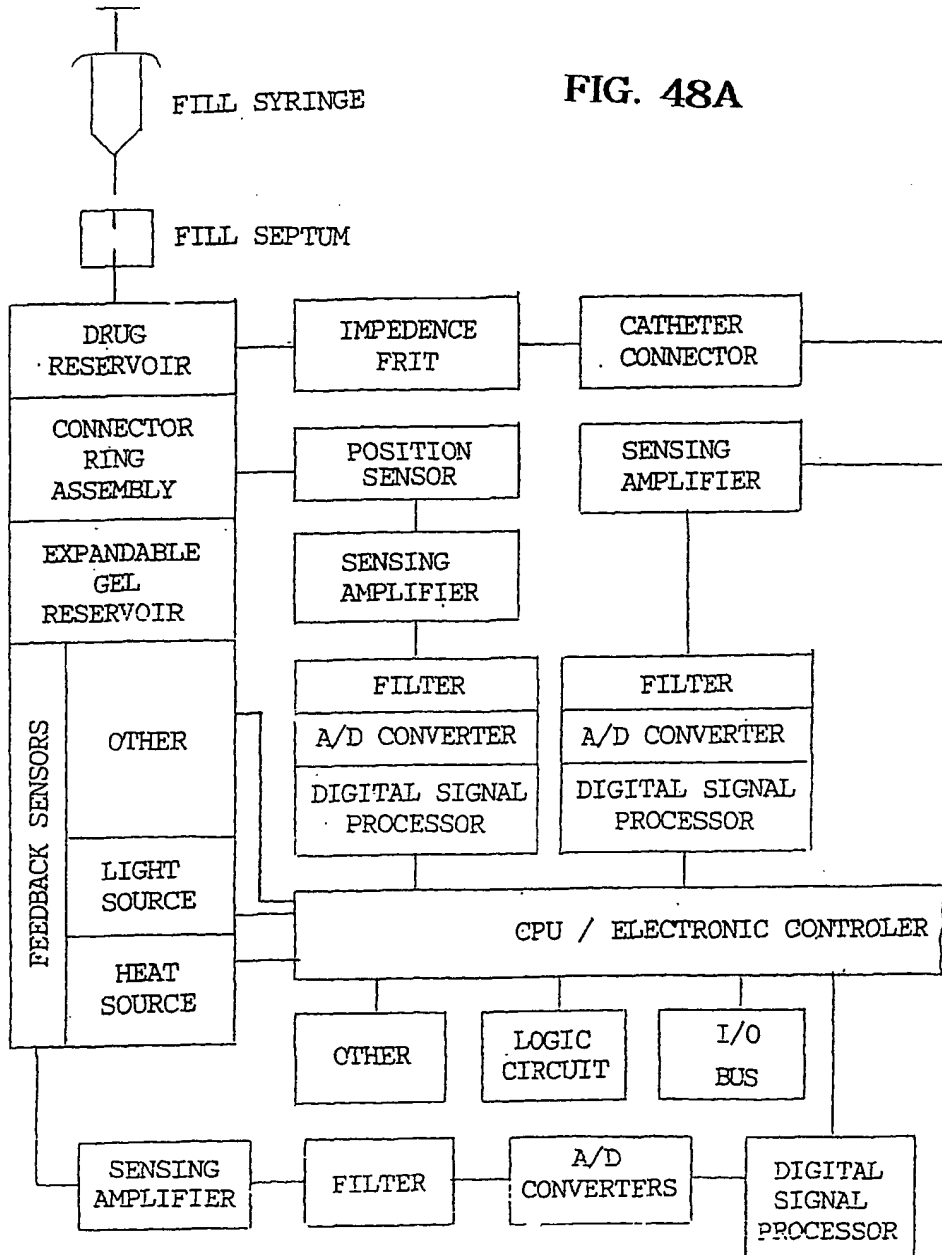 FIG. 48A
FILL SYRINGE
FILL SEPTUM
DRUG
RESERVOIR
IMPEDENCE
FRIT
CATHETER
CONNECTOR
CONNECTOR
RING
ASSEMBLY
POSITION
SENSOR
SENSING
AMPLIFIER
EXPANDABLE
GEL
RESERVOIR
SENSING
AMPLIFIER
FEEDBACK SENSORS
OTHER
LIGHT
SOURCE
HEAT
SOURCE
FILTER
A/D CONVERTER
DIGITAL SIGNAL
PROCESSOR
FILTER
A/D CONVERTER
DIGITAL SIGNAL
PROCESSOR
CPU / ELECTRONIC CONTROLER
OTHER
LOGIC
CIRCUIT
I/O
BUS
SENSING
AMPLIFIER
FILTER
A/D
CONVERTERS
DIGITAL
SIGNAL
PROCESSOR